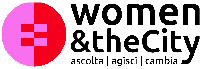 women
&theCity
ascolta | agisci | cambia